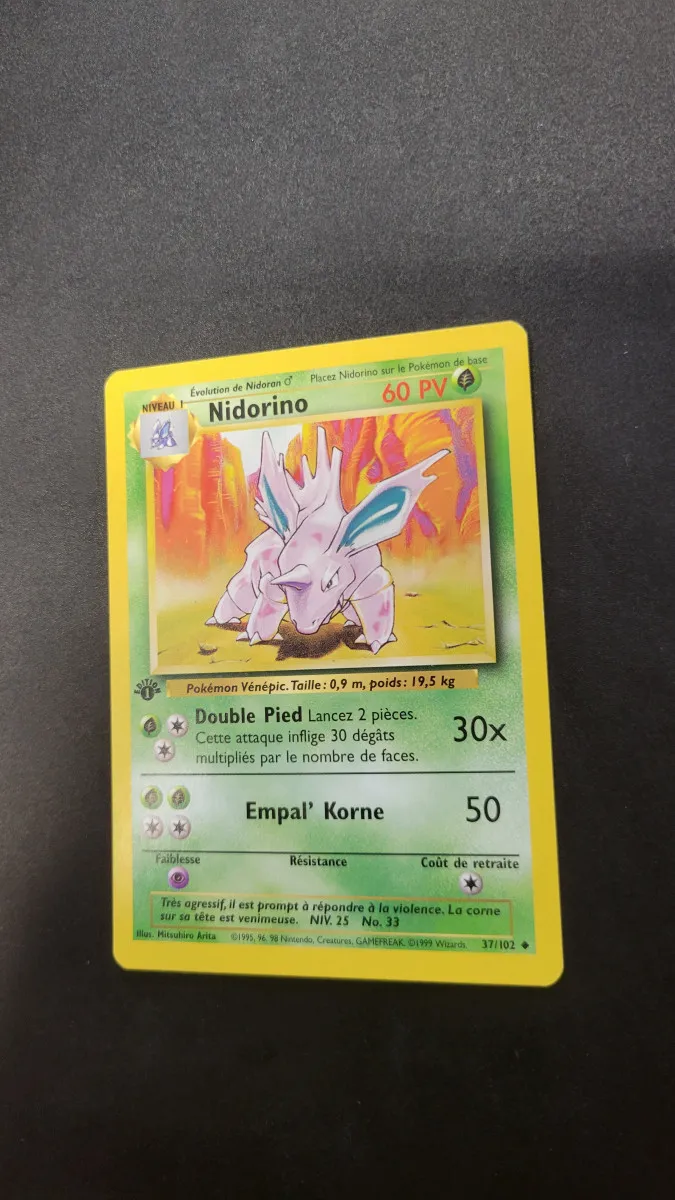 Évolution de Nidoran ♂ Placez Nidorino sur le Pokémon de base
NIVEAU 1 Nidorino 60 PV
EDITION 1
Pokémon Vénépic. Taille : 0,9 m, poids : 19,5 kg
Double Pied Lancez 2 pièces.
Cette attaque inflige 30 dégâts
multipliés par le nombre de faces.
30x
Empal' Korne 50
Faiblesse Résistance Coût de retraite
Très agressif, il est prompt à répondre à la violence. La corne
sur sa tête est venimeuse. NIV. 25 No. 33
Illus. Mitsuhiro Arita ©1995, 96, 98 Nintendo, Creatures, GAMEFREAK. ©1999 Wizards 37/102